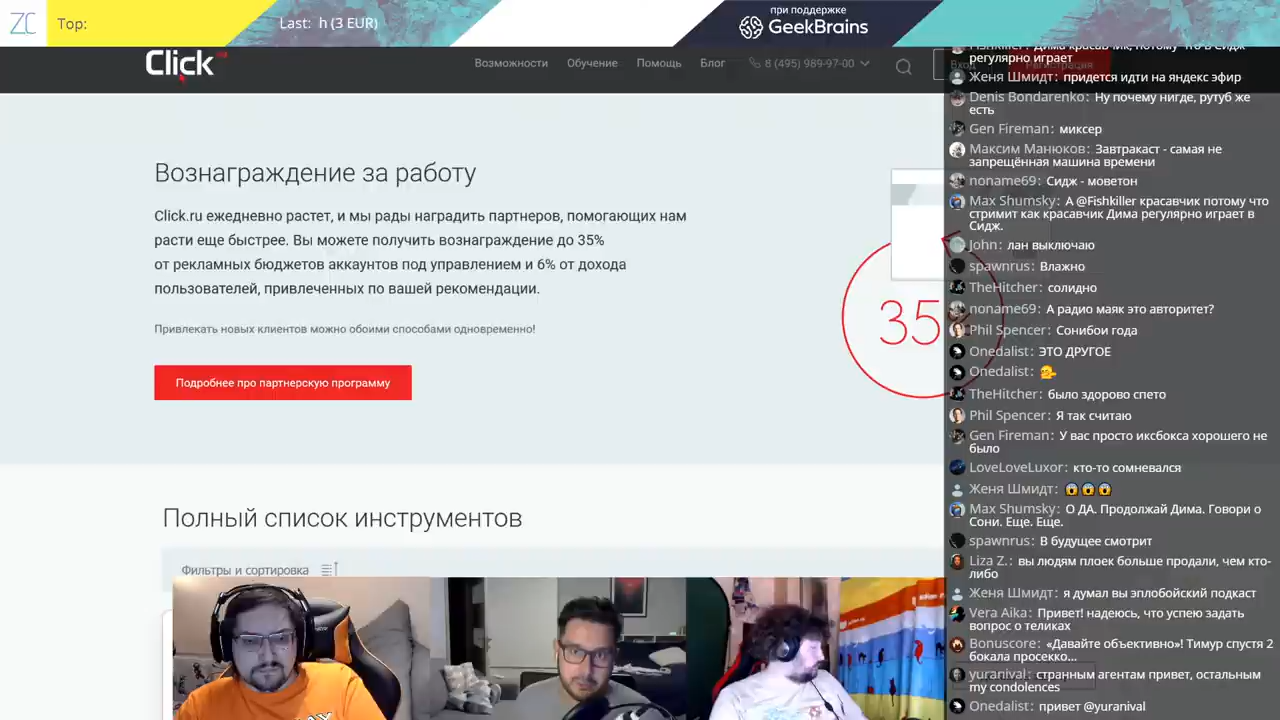 ZC
Top:
Last: h (3 EUR)
при поддержке
GeekBrains
Click
Возможности
Обучение
Помощь
Блог
8 (495) 989-97-00
Вход
Регистрация
Вознаграждение за работу
Click.ru ежедневно растет, и мы рады наградить партнеров, помогающих нам
расти еще быстрее. Вы можете получить вознаграждение до 35%
от рекламных бюджетов аккаунтов под управлением и 6% от дохода
пользователей, привлеченных по вашей рекомендации.
Привлекать новых клиентов можно обоими способами одновременно!
Подробнее про партнерскую программу
35
Полный список инструментов
Фильтры и сортировка
Fishkiller: Дима красавчик, потому что в Сидж
регулярно играет
Женя Шмидт: придется идти на яндекс эфир
Denis Bondarenko: Ну почему нигде, рутуб же
есть
Gen Fireman: миксер
Максим Манюков: Завтракаст - самая не
запрещённая машина времени
noname69: Сидж - моветон
Max Shumsky: А @Fishkiller красавчик потому что
стримит как красавчик Дима регулярно играет в
Сидж.
John: лан выключаю
spawnrus: Влажно
TheHitcher: солидно
noname69: А радио маяк это авторитет?
Phil Spencer: Сонибои года
Onedalist: ЭТО ДРУГОЕ
Onedalist:
TheHitcher: было здорово спето
Phil Spencer: Я так считаю
Gen Fireman: У вас просто иксбокса хорошего не
было
LoveLoveLuxor: кто-то сомневался
Женя Шмидт: 😱😱😱
Max Shumsky: О ДА. Продолжай Дима. Говори о
Сони. Еще. Еще.
spawnrus: В будущее смотрит
Liza Z.: вы людям плоек больше продали, чем кто-
либо
Женя Шмидт: я думал вы эплобойский подкаст
Vera Aika: Привет! надеюсь, что успею задать
вопрос о теликах
Bonuscore: «Давайте объективно»! Тимур спустя 2
бокала просекко...
yuranival: странным агентам привет, остальным
my condolences
Onedalist: привет @yuranival